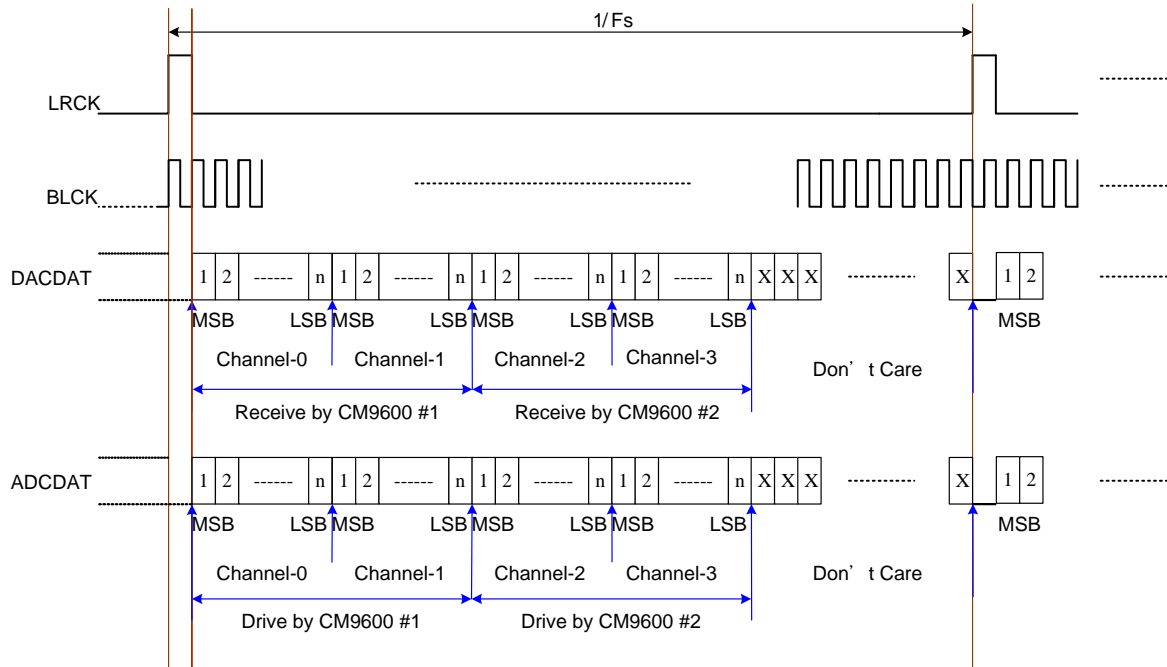 1/Fs
LRCK
BLCK
DACDAT
1 2 ------ n 1 2 ------ n 1 2 ------ n 1 2 ------ n X X X X 1 2
MSB LSB MSB LSB MSB LSB MSB LSB MSB
Channel-0 Channel-1 Channel-2 Channel-3 Don't Care
Receive by CM9600 #1 Receive by CM9600 #2
ADCDAT
1 2 ------ n 1 2 ------ n 1 2 ------ n 1 2 ------ n X X X X 1 2
MSB LSB MSB LSB MSB LSB MSB LSB MSB
Channel-0 Channel-1 Channel-2 Channel-3 Don't Care
Drive by CM9600 #1 Drive by CM9600 #2